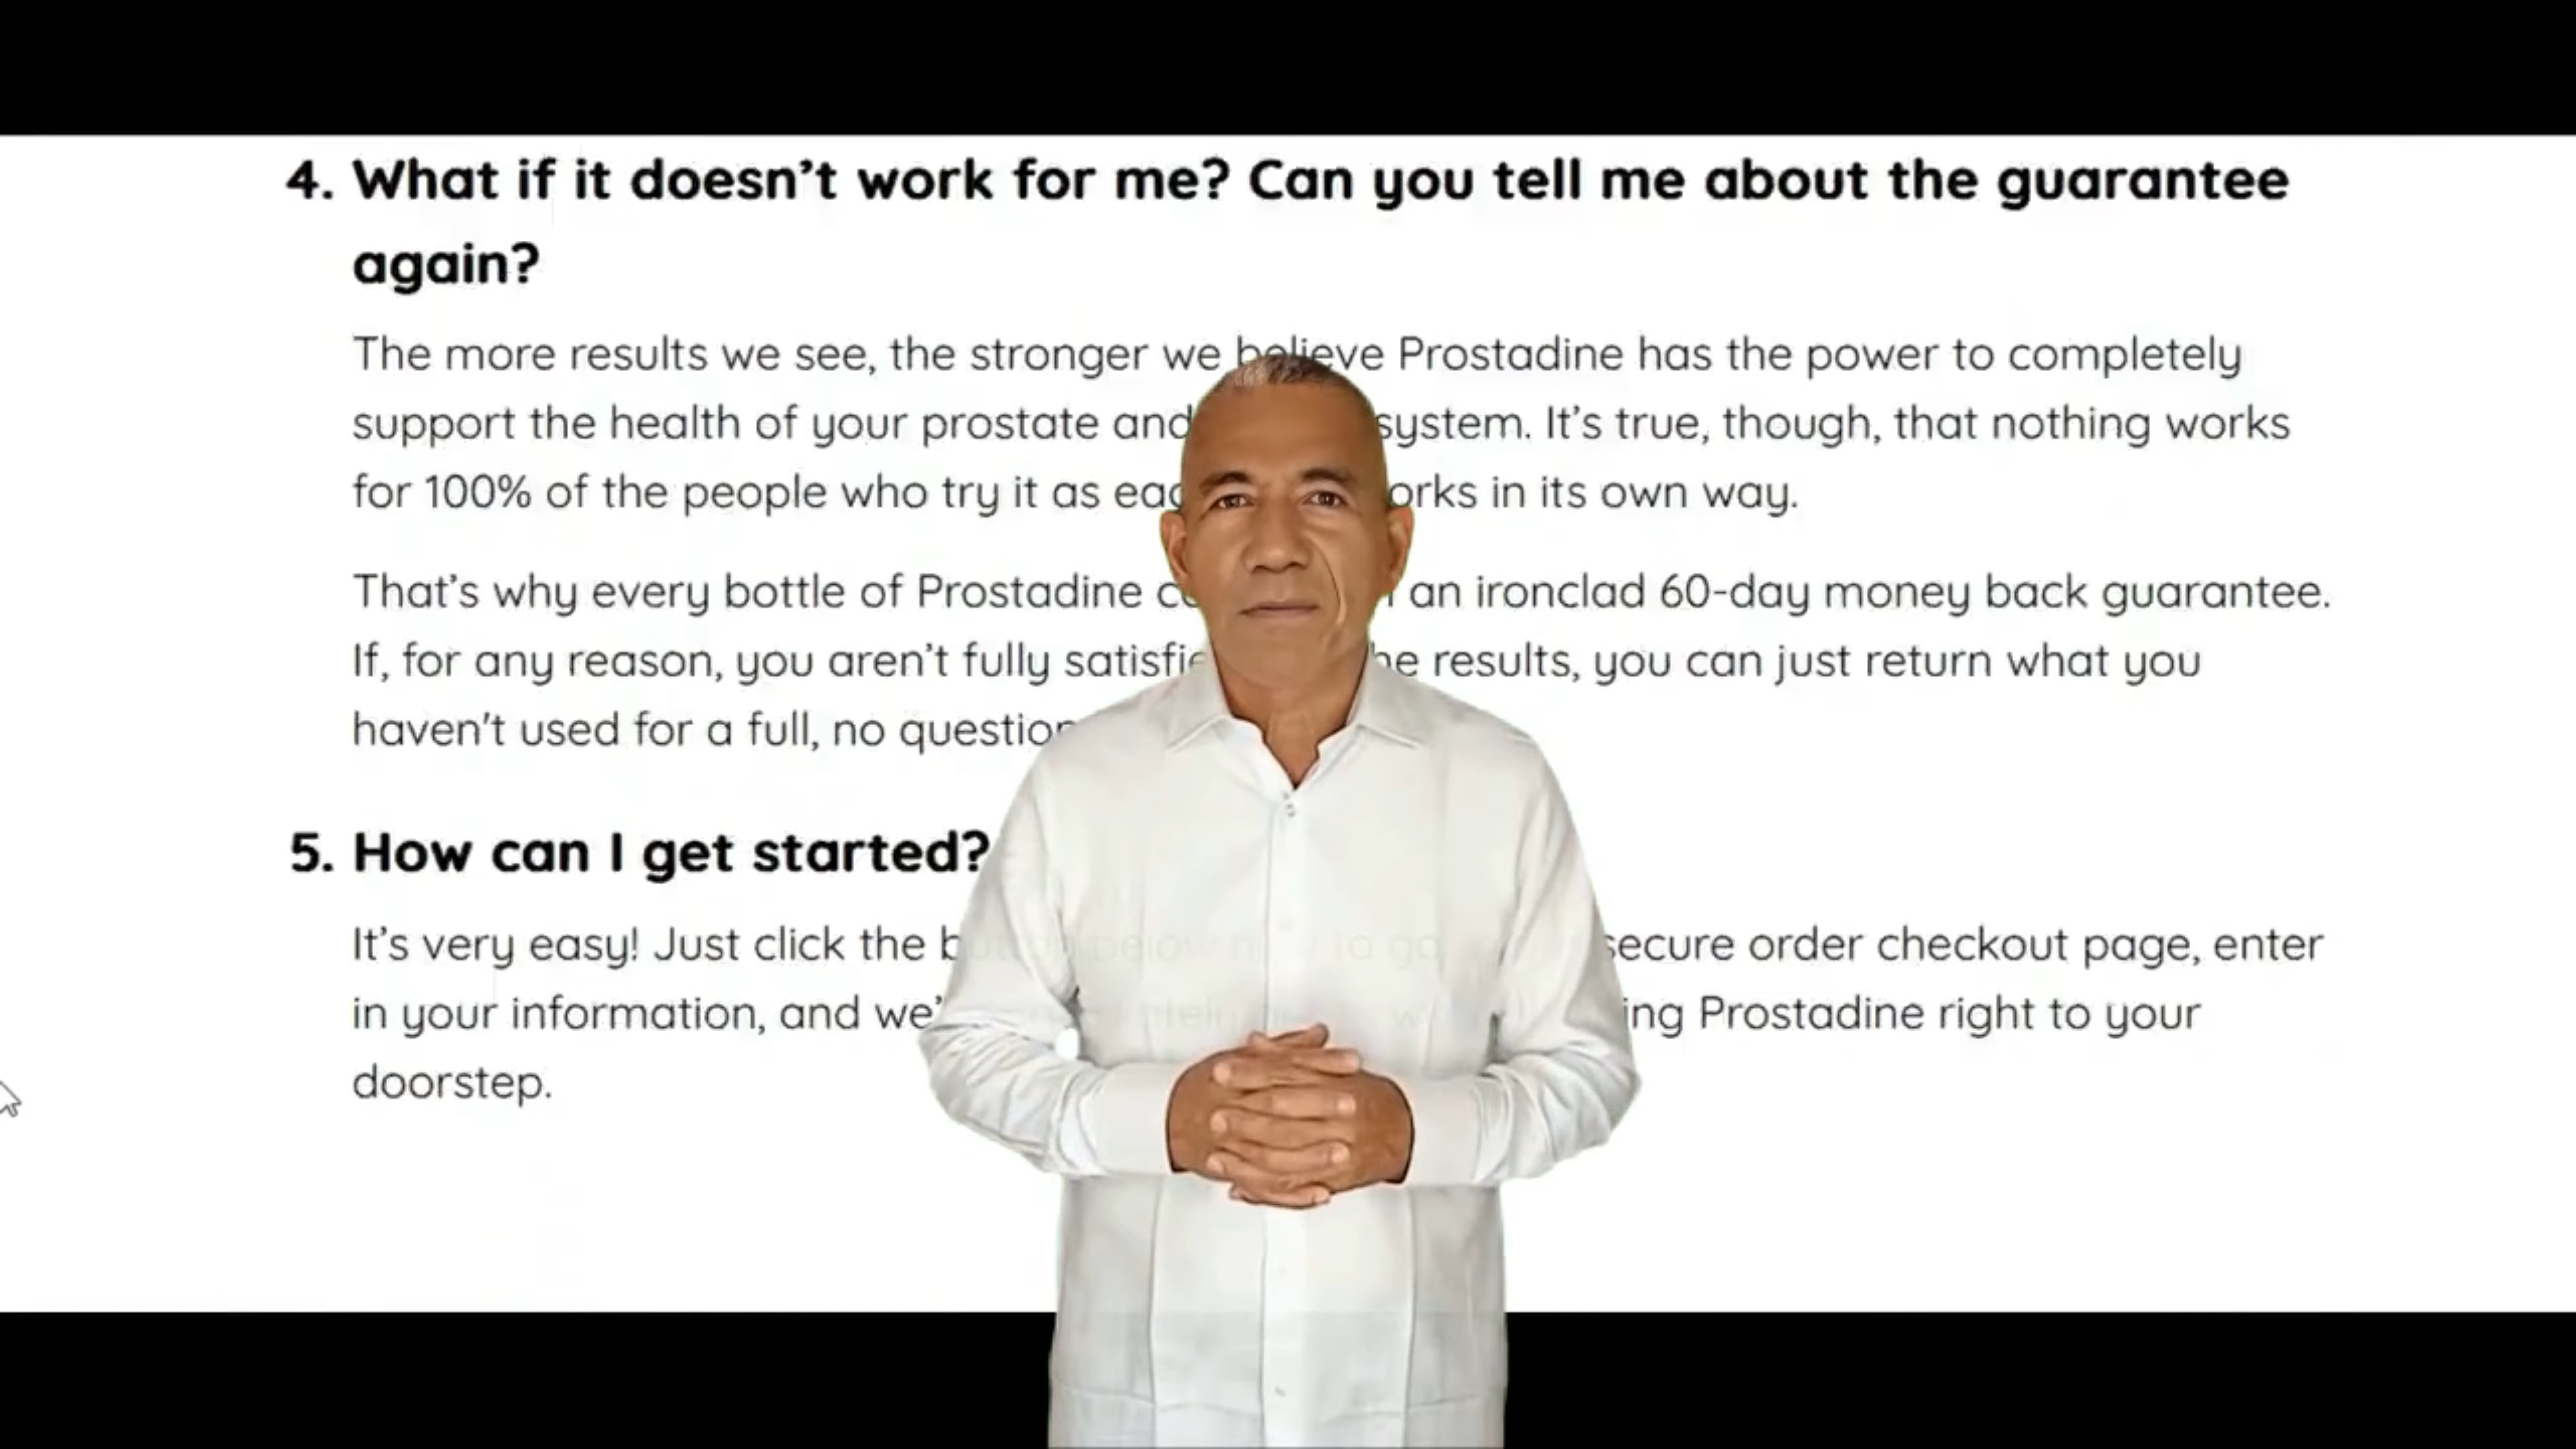 4. What if it doesn't work for me? Can you tell me about the guarantee
again?
The more results we see, the stronger we believe Prostadine has the power to completely
support the health of your prostate and system. It's true, though, that nothing works
for 100% of the people who try it as in its own way.
That's why every bottle of Prostadine an ironclad 60-day money back guarantee.
If, for any reason, you aren't fully results, you can just return what you
haven't used for a full, no
5. How can I get started?
It's very easy! Just click the button below to go secure order checkout page, enter
in your information, and Prostadine right to your
doorstep.